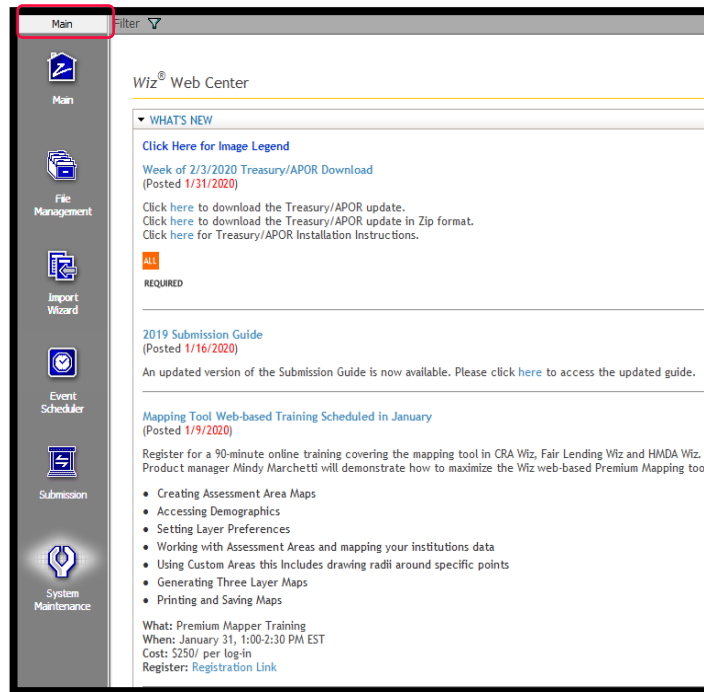 Main
Filter
Main
File
Management
Import
Wizard
Event
Scheduler
Submission
System
Maintenance
Wiz® Web Center
WHAT'S NEW
Click Here for Image Legend
Week of 2/3/2020 Treasury/APOR Download
(Posted 1/31/2020)
Click here to download the Treasury/APOR update.
Click here to download the Treasury/APOR update in Zip format.
Click here for Treasury/APOR Installation Instructions.
ALL
REQUIRED
2019 Submission Guide
(Posted 1/16/2020)
An updated version of the Submission Guide is now available. Please click here to access the updated guide.
Mapping Tool Web-based Training Scheduled in January
(Posted 1/9/2020)
Register for a 90-minute online training covering the mapping tool in CRA Wiz, Fair Lending Wiz and HMDA Wiz.
Product manager Mindy Marchetti will demonstrate how to maximize the Wiz web-based Premium Mapping too
• Creating Assessment Area Maps
• Accessing Demographics
• Setting Layer Preferences
• Working with Assessment Areas and mapping your institutions data
• Using Custom Areas this Includes drawing radii around specific points
• Generating Three Layer Maps
• Printing and Saving Maps
What: Premium Mapper Training
When: January 31, 1:00-2:30 PM EST
Cost: $250/ per log-in
Register: Registration Link